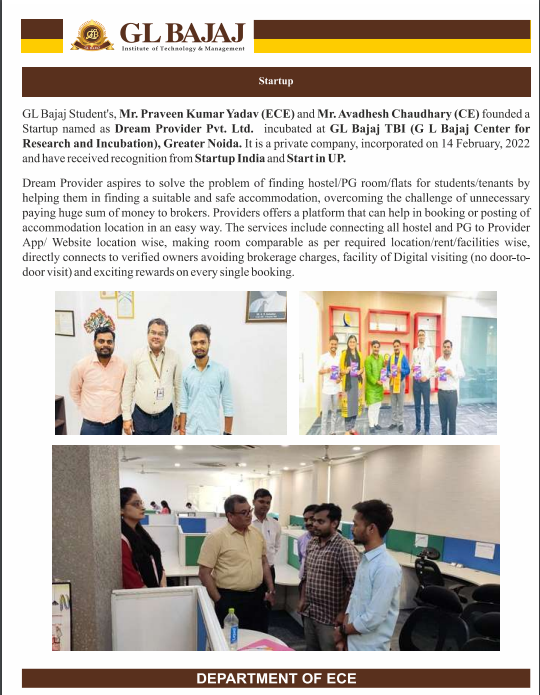 GL BAJAJ
Institute of Technology & Management
Startup
GL Bajaj Student's, Mr. Praveen Kumar Yadav (ECE) and Mr. Avadhesh Chaudhary (CE) founded a
Startup named as Dream Provider Pvt. Ltd. incubated at GL Bajaj TBI (G L Bajaj Center for
Research and Incubation), Greater Noida. It is a private company, incorporated on 14 February, 2022
and have received recognition from Startup India and Start in UP.
Dream Provider aspires to solve the problem of finding hostel/PG room/flats for students/tenants by
helping them in finding a suitable and safe accommodation, overcoming the challenge of unnecessary
paying huge sum of money to brokers. Providers offers a platform that can help in booking or posting of
accommodation location in an easy way. The services include connecting all hostel and PG to Provider
App/ Website location wise, making room comparable as per required location/rent/facilities wise,
directly connects to verified owners avoiding brokerage charges, facility of Digital visiting (no door-to-
door visit) and exciting rewards on every single booking.
DEPARTMENT OF ECE